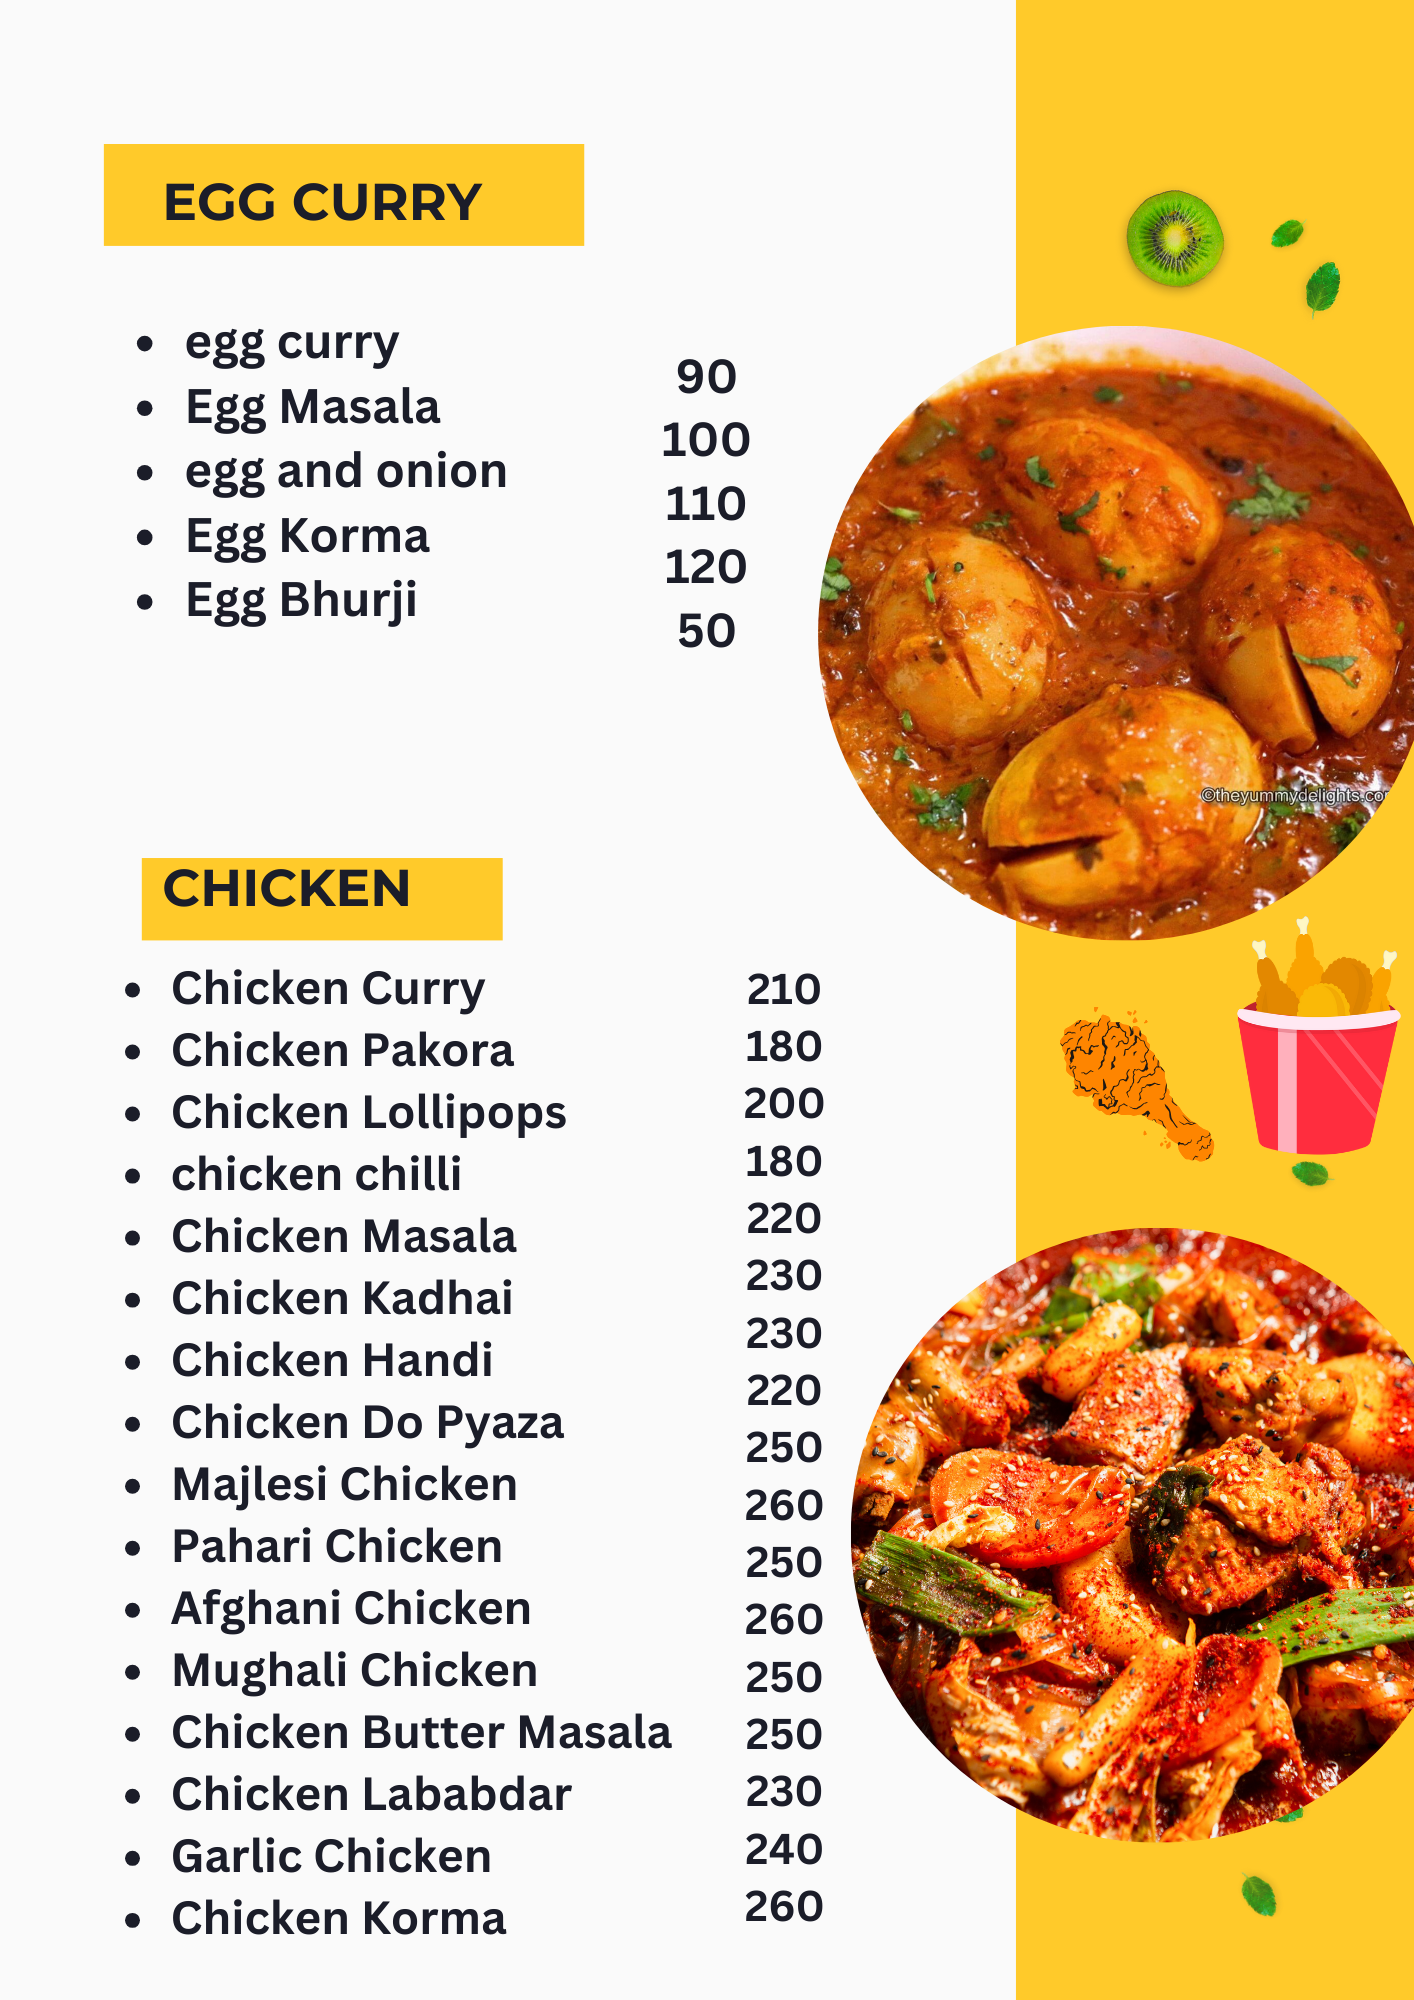 EGG CURRY
egg curry
Egg Masala
egg and onion
Egg Korma
Egg Bhurji
90
100
110
120
50
©theyummydelights.co
CHICKEN
Chicken Curry
Chicken Pakora
Chicken Lollipops
chicken chilli
Chicken Masala
Chicken Kadhai
Chicken Handi
Chicken Do Pyaza
Majlesi Chicken
Pahari Chicken
Afghani Chicken
Mughali Chicken
Chicken Butter Masala
Chicken Lababdar
Garlic Chicken
Chicken Korma
210
180
200
180
220
230
230
220
250
260
250
260
250
250
230
240
260